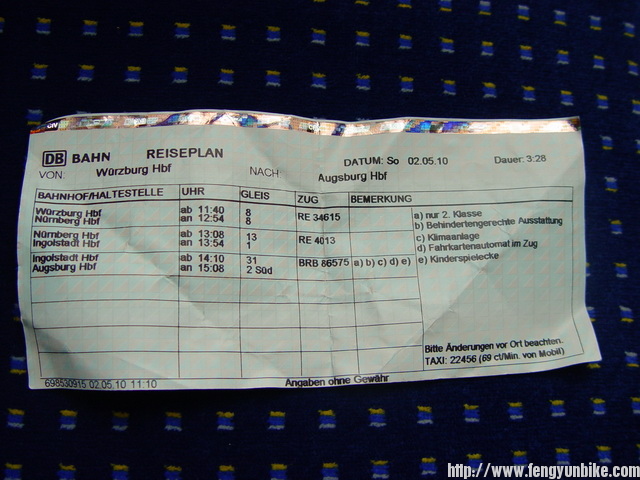 CIV
DB BAHN REISEPLAN
DATUM: So 02.05.10 Dauer: 3:28
VON: Würzburg Hbf NACH: Augsburg Hbf
BAHNHOF/HALTESTELLE UHR GLEIS ZUG BEMERKUNG
Würzburg Hbf ab 11:40 8 RE 34615
Nürnberg Hbf an 12:54 8
Nürnberg Hbf ab 13:08 13 RE 4013
Ingolstadt Hbf an 13:54 1
Ingolstadt Hbf ab 14:10 31 BRB 86575 a) b) c) d) e)
Augsburg Hbf an 15:08 2 Süd
a) nur 2. Klasse
b) Behindertengerechte Ausstattung
c) Klimaanlage
d) Fahrkartenautomat im Zug
e) Kinderspielecke
Bitte Änderungen vor Ort beachten.
TAXI: 22456 (69 ct/Min. von Mobil)
698530915 02.05.10 11:10 Angaben ohne Gewähr
http://www.fengyunbike.com